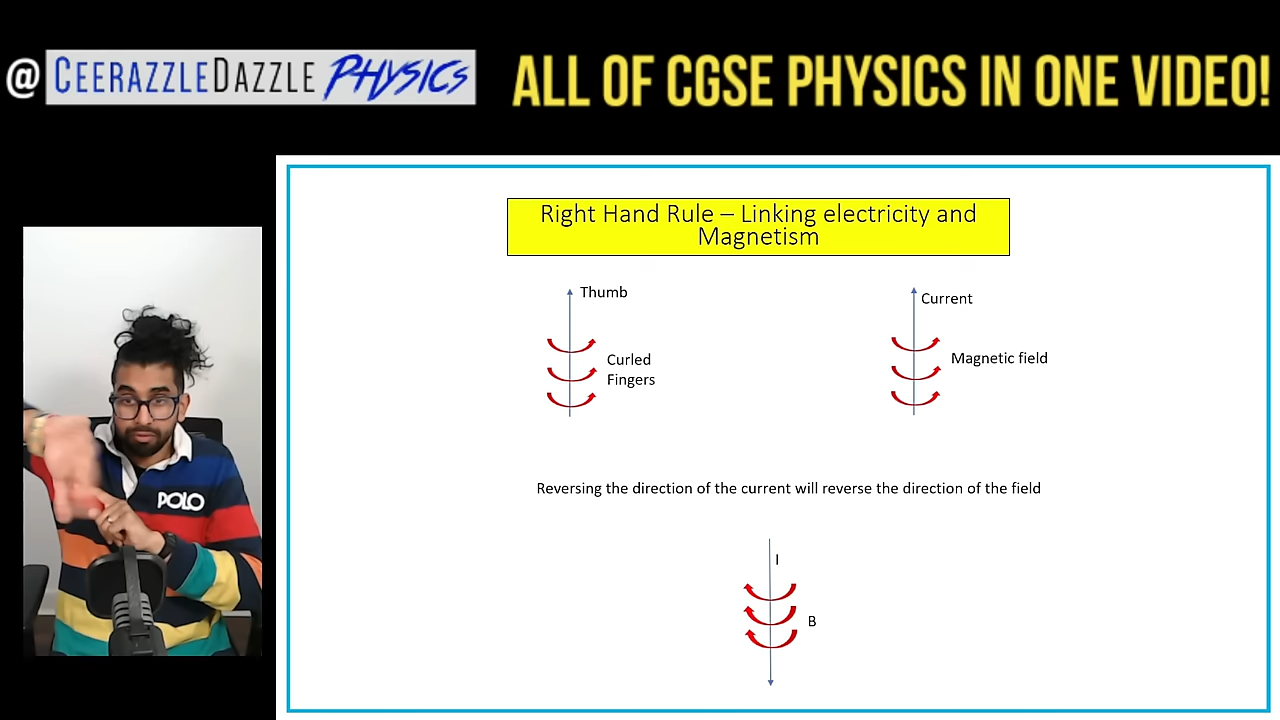 @ CEERAZZLEDAZZLE PHYSICS
ALL OF CGSE PHYSICS IN ONE VIDEO!
Right Hand Rule – Linking electricity and
Magnetism
Thumb
Curled
Fingers
Current
Magnetic field
POLO
Reversing the direction of the current will reverse the direction of the field
I
B